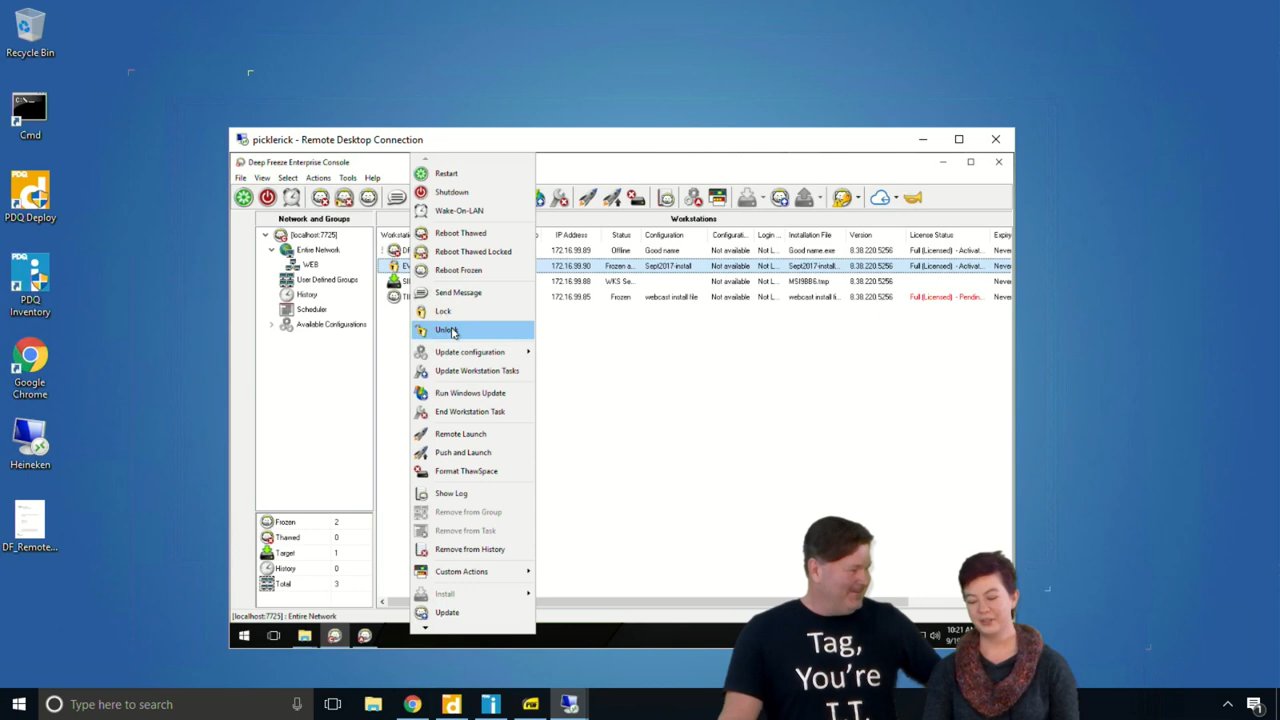 Recycle Bin
Cmd
PDQ Deploy
PDQ
Inventory
Google
Chrome
Heineken
DF_Remote...
picklerick - Remote Desktop Connection
Deep Freeze Enterprise Console
File View Select Actions Tools Help
Network and Groups
[localhost:7725]
Entire Network
WEB
User Defined Groups
History
Scheduler
Available Configurations
Frozen 2
Thawed 0
Target 1
History 0
Total 3
[localhost:7725] : Entire Network
Restart
Shutdown
Wake-On-LAN
Reboot Thawed
Reboot Thawed Locked
Reboot Frozen
Send Message
Lock
Unlock
Update configuration
Update Workstation Tasks
Run Windows Update
End Workstation Task
Remote Launch
Push and Launch
Format ThawSpace
Show Log
Remove from Group
Remove from Task
Remove from History
Custom Actions
Install
Update
Workstations
IP Address Status Configuration Configurati... Login ... Installation File Version License Status Expiry
172.16.99.89 Offline Good name Not available Not L... Good name.exe 8.38.220.5256 Full (Licensed) - Activat... Never
172.16.99.90 Frozen a... Sept2017-install Not available Not L... Sept2017-install... 8.38.220.5256 Full (Licensed) - Activat... Never
172.16.99.88 WKS Se... Not available Not L... MSI9BB6.tmp 8.38.220.5256 Never
172.16.99.85 Frozen webcast install file Not available Not L... webcast install fi... 8.38.220.5256 Full (Licensed) - Pendin... Never
10:21 A
Tag,
You're
I.T.
Type here to search